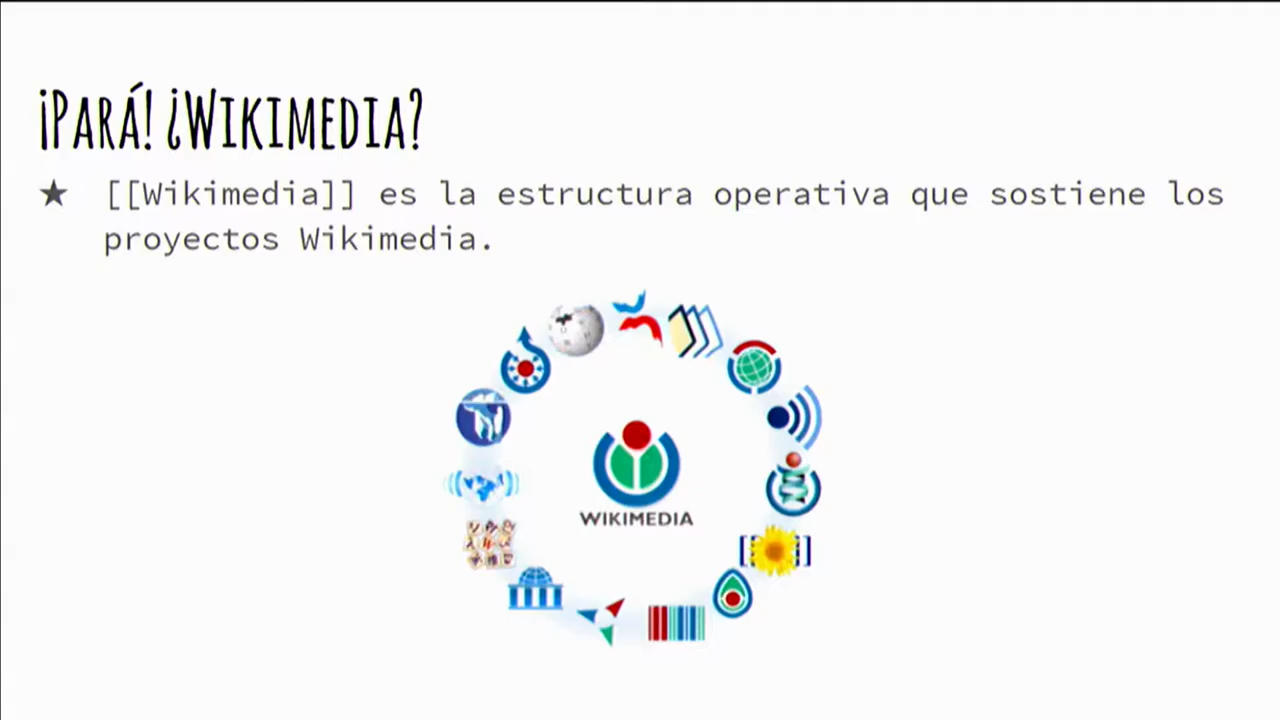 ¡Pará! ¿Wikimedia?
★ [[Wikimedia]] es la estructura operativa que sostiene los
proyectos Wikimedia.
WIKIMEDIA